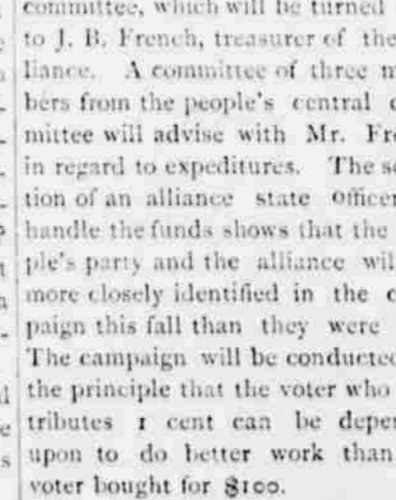 committee, which will be turned
to J. B. French, treasurer of the
liance. A committee of three m
bers from the people's central c
mittee will advise with Mr. Fre
in regard to expeditures. The se
tion of an alliance state officer
handle the funds shows that the
ple's party and the alliance wil
more closely identified in the c
paign this fall than they were
The campaign will be conducted
the principle that the voter who
tributes 1 cent can be depen
upon to do better work than
voter bought for $100.